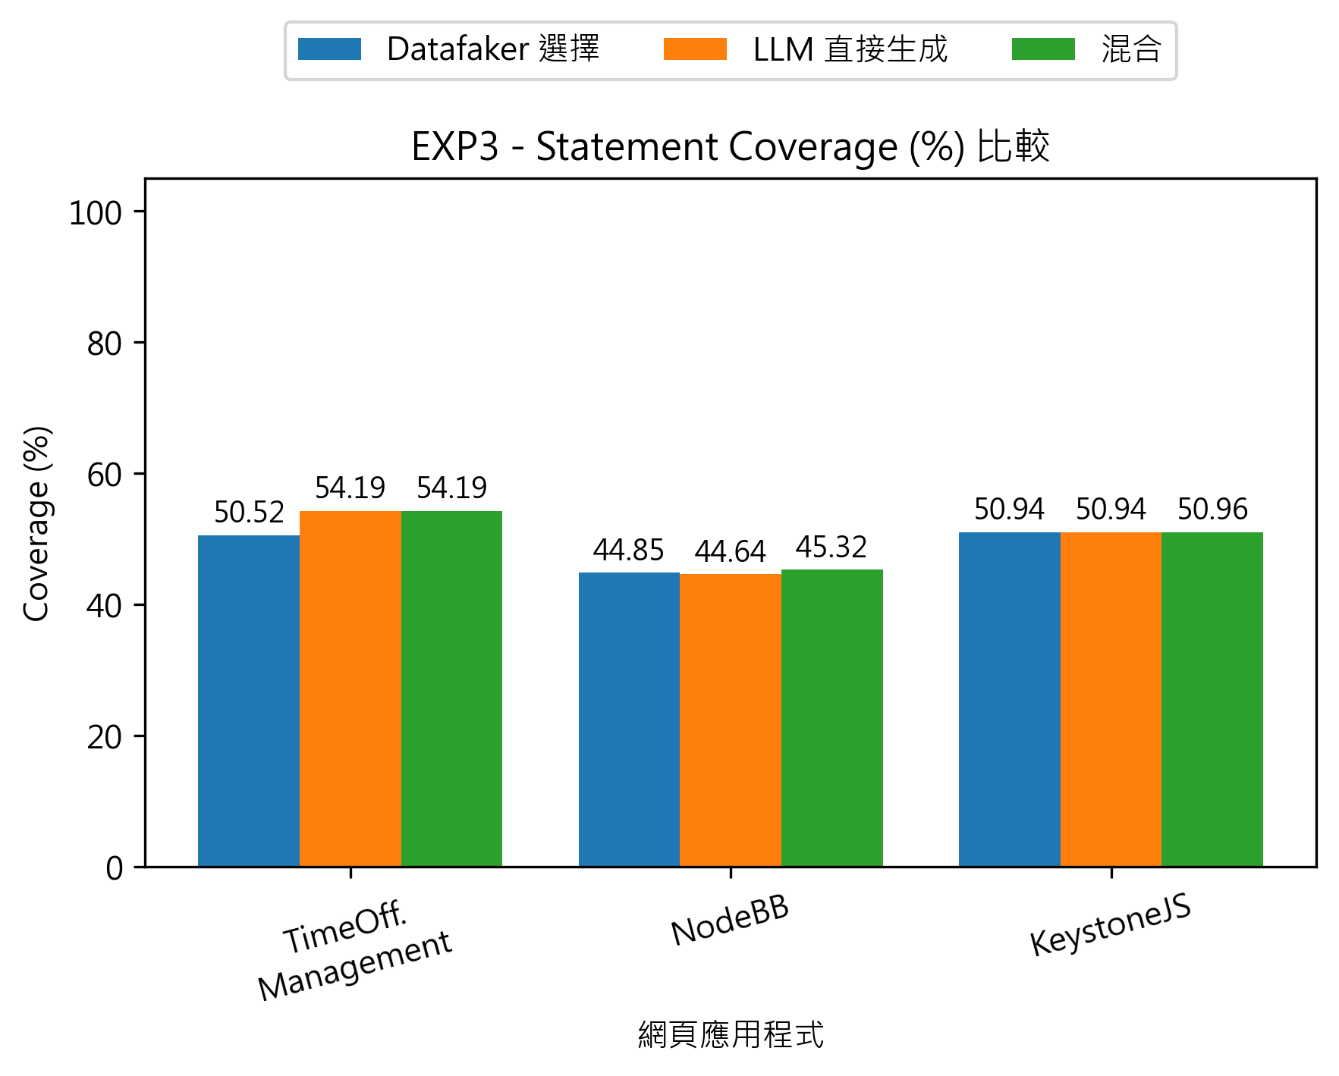 Datafaker 選擇 LLM 直接生成 混合
EXP3 - Statement Coverage (%) 比較
100
80
60
40
20
0
Coverage (%)
50.52 54.19 54.19
44.85 44.64 45.32
50.94 50.94 50.96
TimeOff.
Management
NodeBB
KeystoneJS
網頁應用程式